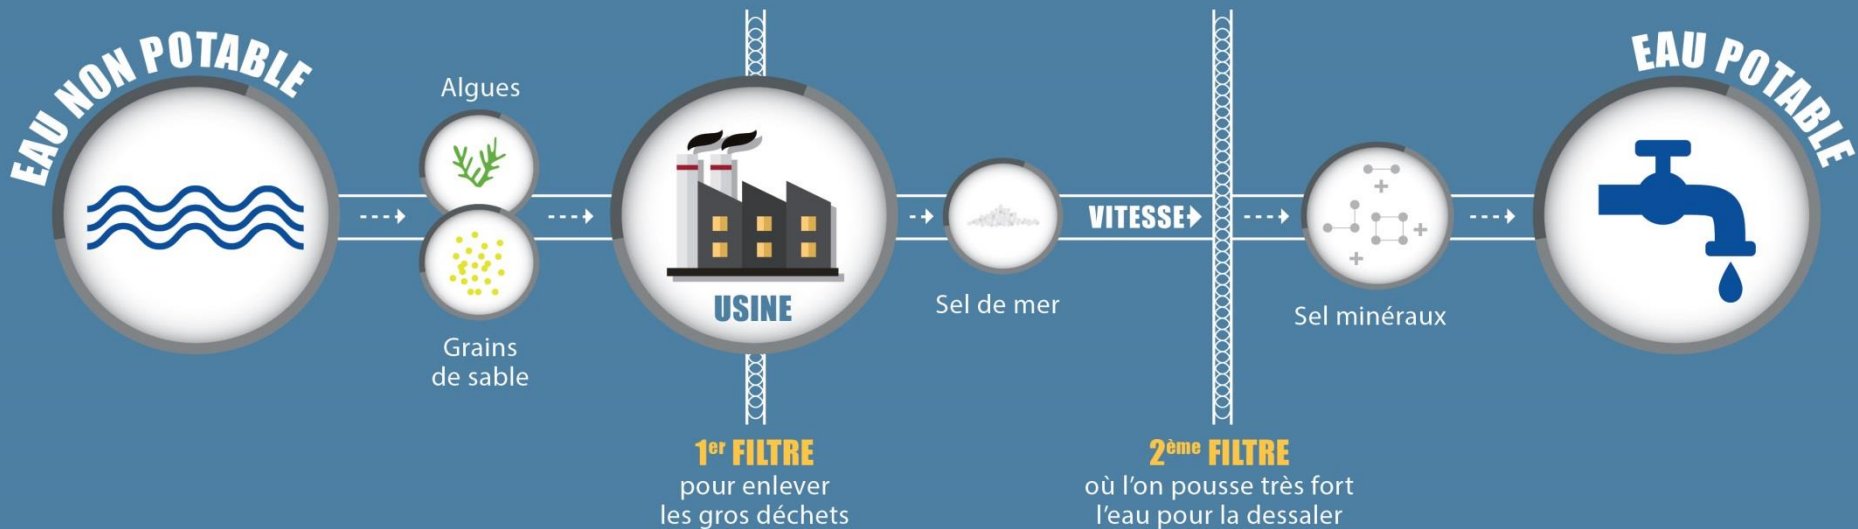 EAU NON POTABLE
Algues
Grains
de sable
USINE
1er FILTRE
pour enlever
les gros déchets
Sel de mer
VITESSE
2ème FILTRE
où l'on pousse très fort
l'eau pour la dessaler
Sel minéraux
EAU POTABLE